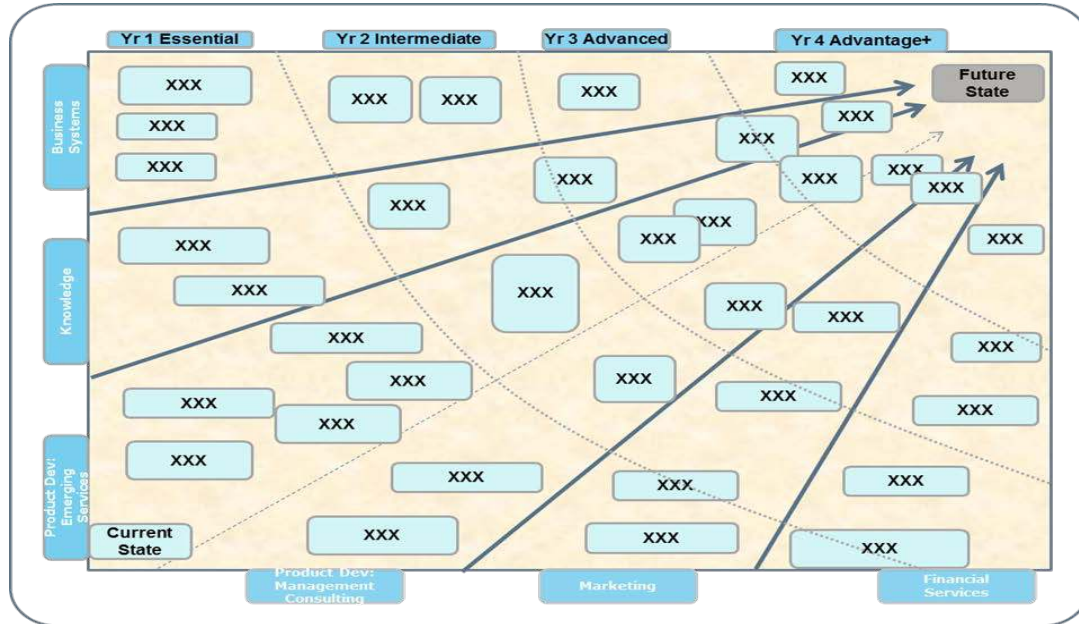 Yr 1 Essential
Yr 2 Intermediate
Yr 3 Advanced
Yr 4 Advantage+
Business
Systems
XXX
XXX
XXX
XXX
XXX
Future
State
XXX
XXX
XXX
XXX
XXX
XXX
XXX
XXX
Knowledge
XXX
XXX
XXX
XXX
XXX
XXX
XXX
XXX
XXX
XXX
XXX
XXX
XXX
Product Dev:
Emerging
Services
XXX
XXX
XXX
XXX
XXX
XXX
XXX
XXX
XXX
XXX
Current
State
XXX
Product Dev:
Management
Consulting
Marketing
Financial
Services